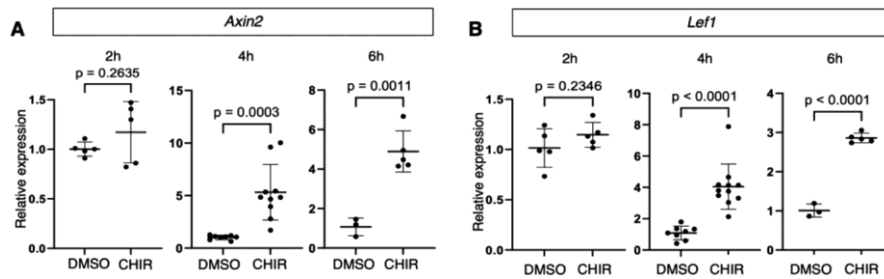 A
Axin2
2h
4h
6h
p = 0.2635
p = 0.0003
p = 0.0011
Relative expression
1.5
1.0
0.5
0.0
15
10
5
0
8
6
4
2
0
DMSO CHIR
DMSO CHIR
DMSO CHIR
B
Lef1
2h
4h
6h
p = 0.2346
p < 0.0001
p < 0.0001
Relative expression
1.5
1.0
0.5
0.0
10
8
6
4
2
0
4
3
2
1
0
DMSO CHIR
DMSO CHIR
DMSO CHIR